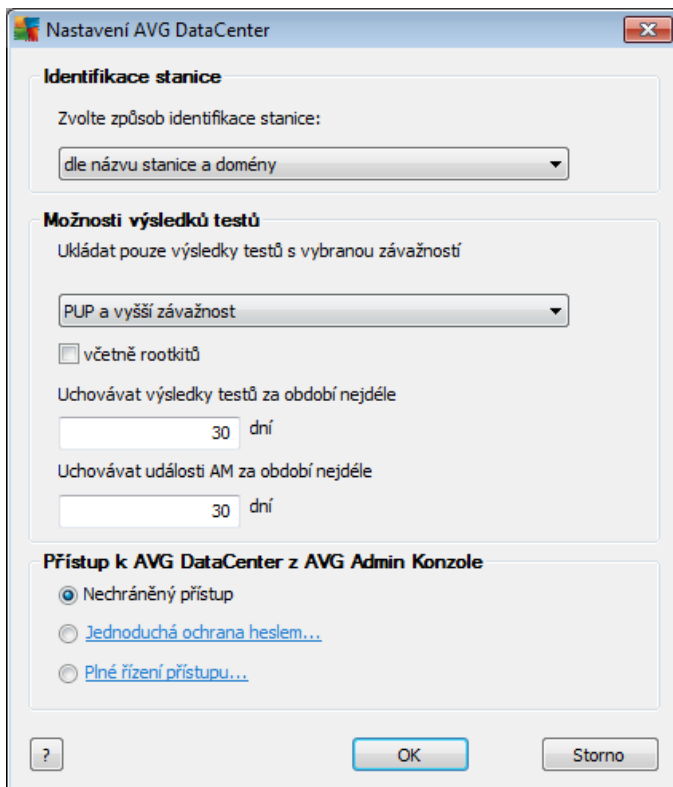 Nastavení AVG DataCenter
Identifikace stanice
Zvolte způsob identifikace stanice:
dle názvu stanice a domény
Možnosti výsledků testů
Ukládat pouze výsledky testů s vybranou závažností
PUP a vyšší závažnost
včetně rootkitů
Uchovávat výsledky testů za období nejdéle
30 dní
Uchovávat události AM za období nejdéle
30 dní
Přístup k AVG DataCenter z AVG Admin Konzole
Nechráněný přístup
Jednoduchá ochrana heslem...
Plné řízení přístupu...
? OK Storno